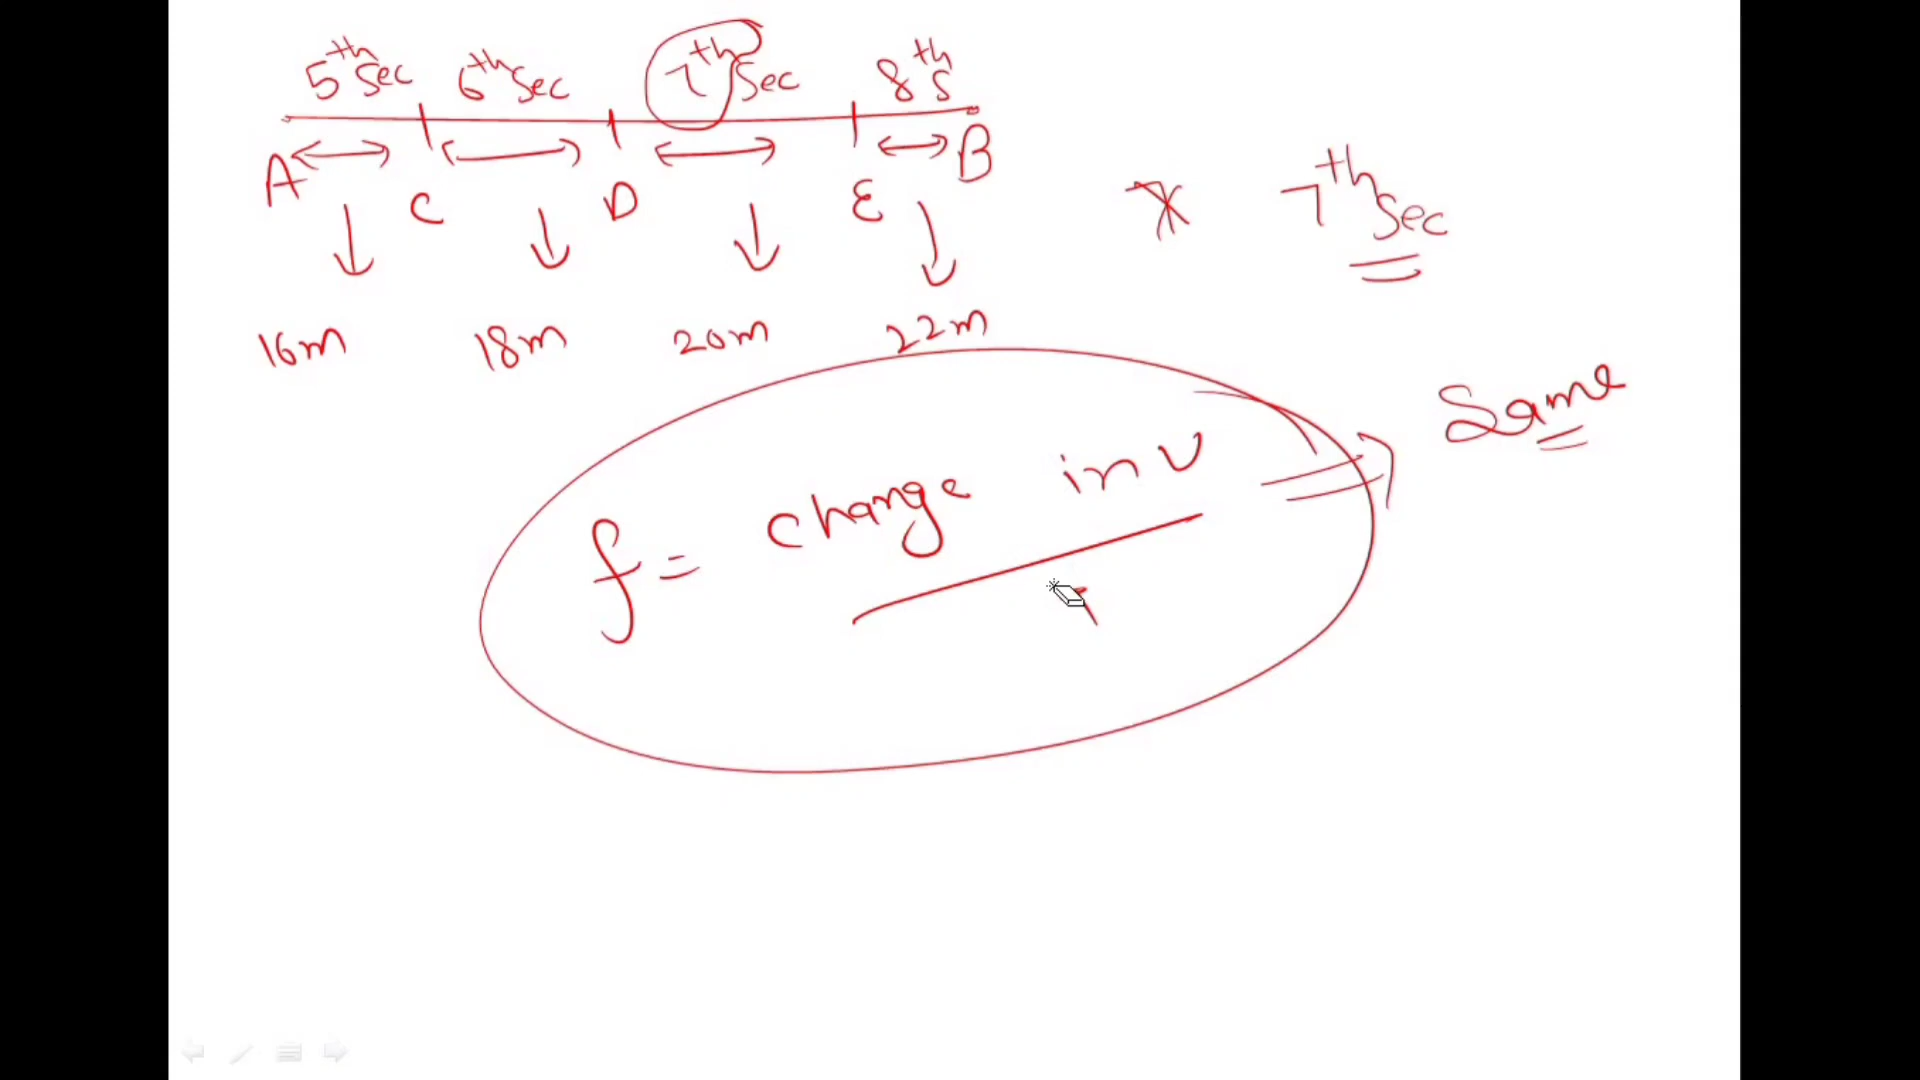 5th Sec 6th Sec 7th Sec 8th S
A C D E B
7th Sec
16m 18m 20m 22m
Same
f = change in v